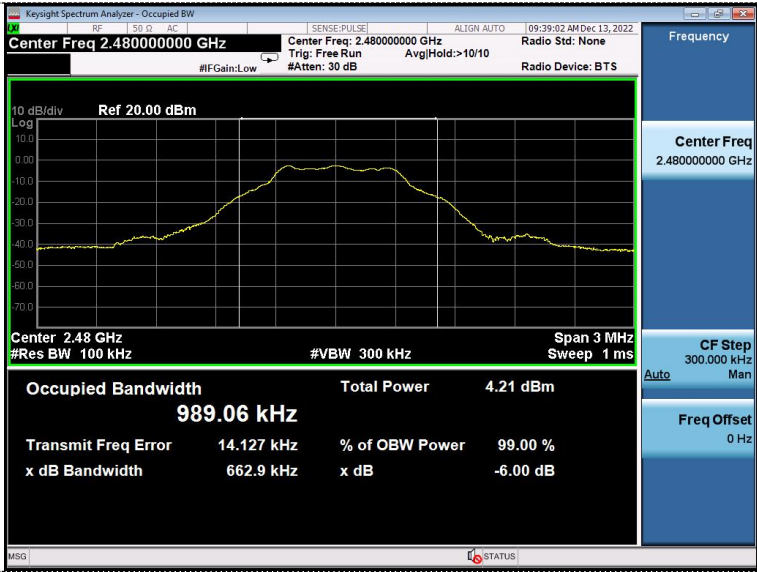 Keysight Spectrum Analyzer - Occupied BW
LXI RF 50 Ω AC SENSE:PULSE ALIGN AUTO 09:39:02 AM Dec 13, 2022
Center Freq 2.480000000 GHz
Center Freq: 2.480000000 GHz
Radio Std: None
Trig: Free Run Avg|Hold:>10/10
#IFGain:Low #Atten: 30 dB Radio Device: BTS
10 dB/div Ref 20.00 dBm
Log
10.0
0.00
-10.0
-20.0
-30.0
-40.0
-50.0
-60.0
-70.0
Center 2.48 GHz Span 3 MHz
#Res BW 100 kHz #VBW 300 kHz Sweep 1 ms
Occupied Bandwidth Total Power 4.21 dBm
989.06 kHz
Transmit Freq Error 14.127 kHz % of OBW Power 99.00 %
x dB Bandwidth 662.9 kHz x dB -6.00 dB
Frequency
Center Freq
2.480000000 GHz
CF Step
300.000 kHz
Auto Man
Freq Offset
0 Hz
MSG STATUS